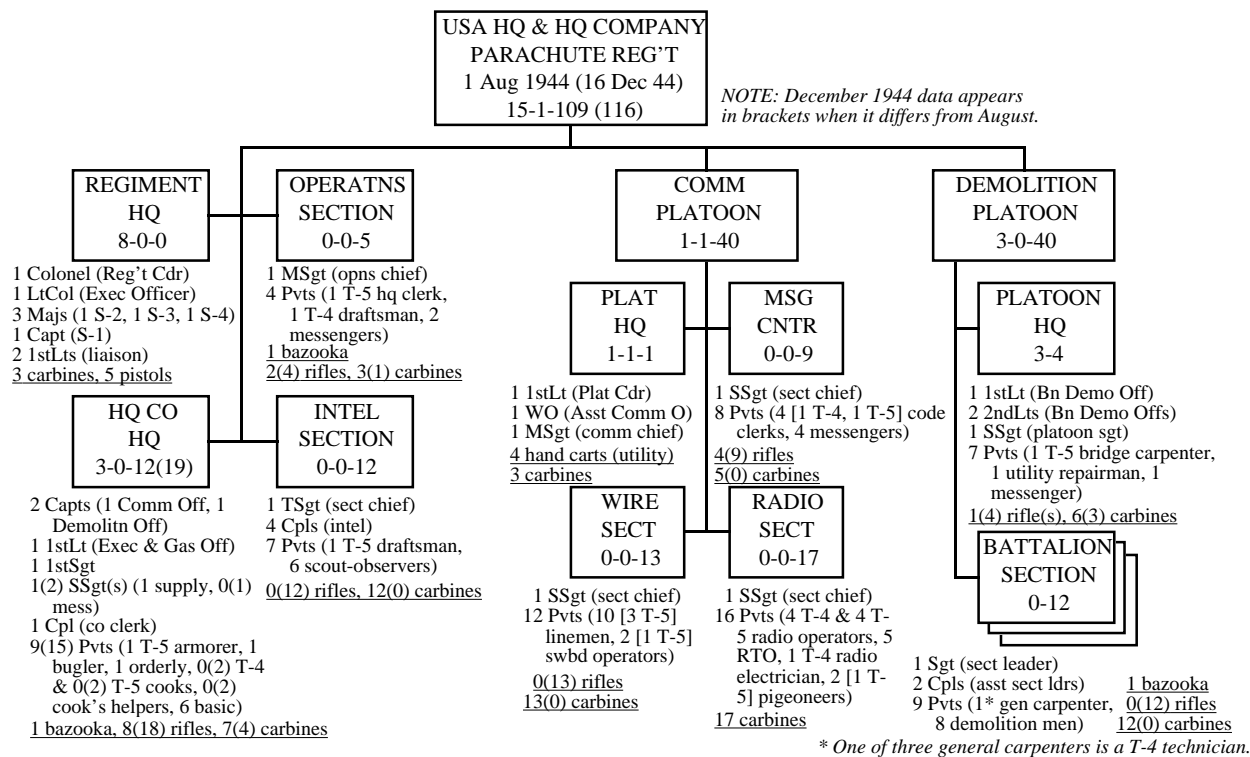 USA HQ & HQ COMPANY
PARACHUTE REG'T
1 Aug 1944 (16 Dec 44)
15-1-109 (116)
NOTE: December 1944 data appears
in brackets when it differs from August.
REGIMENT
HQ
8-0-0
1 Colonel (Reg't Cdr)
1 LtCol (Exec Officer)
3 Majs (1 S-2, 1 S-3, 1 S-4)
1 Capt (S-1)
2 1stLts (liaison)
3 carbines, 5 pistols
OPERATNS
SECTION
0-0-5
1 MSgt (opns chief)
4 Pvts (1 T-5 hq clerk,
1 T-4 draftsman, 2
messengers)
1 bazooka
2(4) rifles, 3(1) carbines
HQ CO
HQ
3-0-12(19)
2 Capts (1 Comm Off, 1
Demolitn Off)
1 1stLt (Exec & Gas Off)
1 1stSgt
1(2) SSgt(s) (1 supply, 0(1)
mess)
1 Cpl (co clerk)
9(15) Pvts (1 T-5 armorer, 1
bugler, 1 orderly, 0(2) T-4
& 0(2) T-5 cooks, 0(2)
cook's helpers, 6 basic)
1 bazooka, 8(18) rifles, 7(4) carbines
INTEL
SECTION
0-0-12
1 TSgt (sect chief)
4 Cpls (intel)
7 Pvts (1 T-5 draftsman,
6 scout-observers)
0(12) rifles, 12(0) carbines
COMM
PLATOON
1-1-40
PLAT
HQ
1-1-1
1 1stLt (Plat Cdr)
1 WO (Asst Comm O)
1 MSgt (comm chief)
4 hand carts (utility)
3 carbines
MSG
CNTR
0-0-9
1 SSgt (sect chief)
8 Pvts (4 [1 T-4, 1 T-5] code
clerks, 4 messengers)
4(9) rifles
5(0) carbines
WIRE
SECT
0-0-13
1 SSgt (sect chief)
12 Pvts (10 [3 T-5]
linemen, 2 [1 T-5]
swbd operators)
0(13) rifles
13(0) carbines
RADIO
SECT
0-0-17
1 SSgt (sect chief)
16 Pvts (4 T-4 & 4 T-
5 radio operators, 5
RTO, 1 T-4 radio
electrician, 2 [1 T-
5] pigeoneers)
17 carbines
DEMOLITION
PLATOON
3-0-40
PLATOON
HQ
3-4
1 1stLt (Bn Demo Off)
2 2ndLts (Bn Demo Offs)
1 SSgt (platoon sgt)
7 Pvts (1 T-5 bridge carpenter,
1 utility repairman, 1
messenger)
1(4) rifle(s), 6(3) carbines
BATTALION
SECTION
0-12
1 Sgt (sect leader)
2 Cpls (asst sect ldrs)
9 Pvts (1* gen carpenter,
8 demolition men)
1 bazooka
0(12) rifles
12(0) carbines
* One of three general carpenters is a T-4 technician.